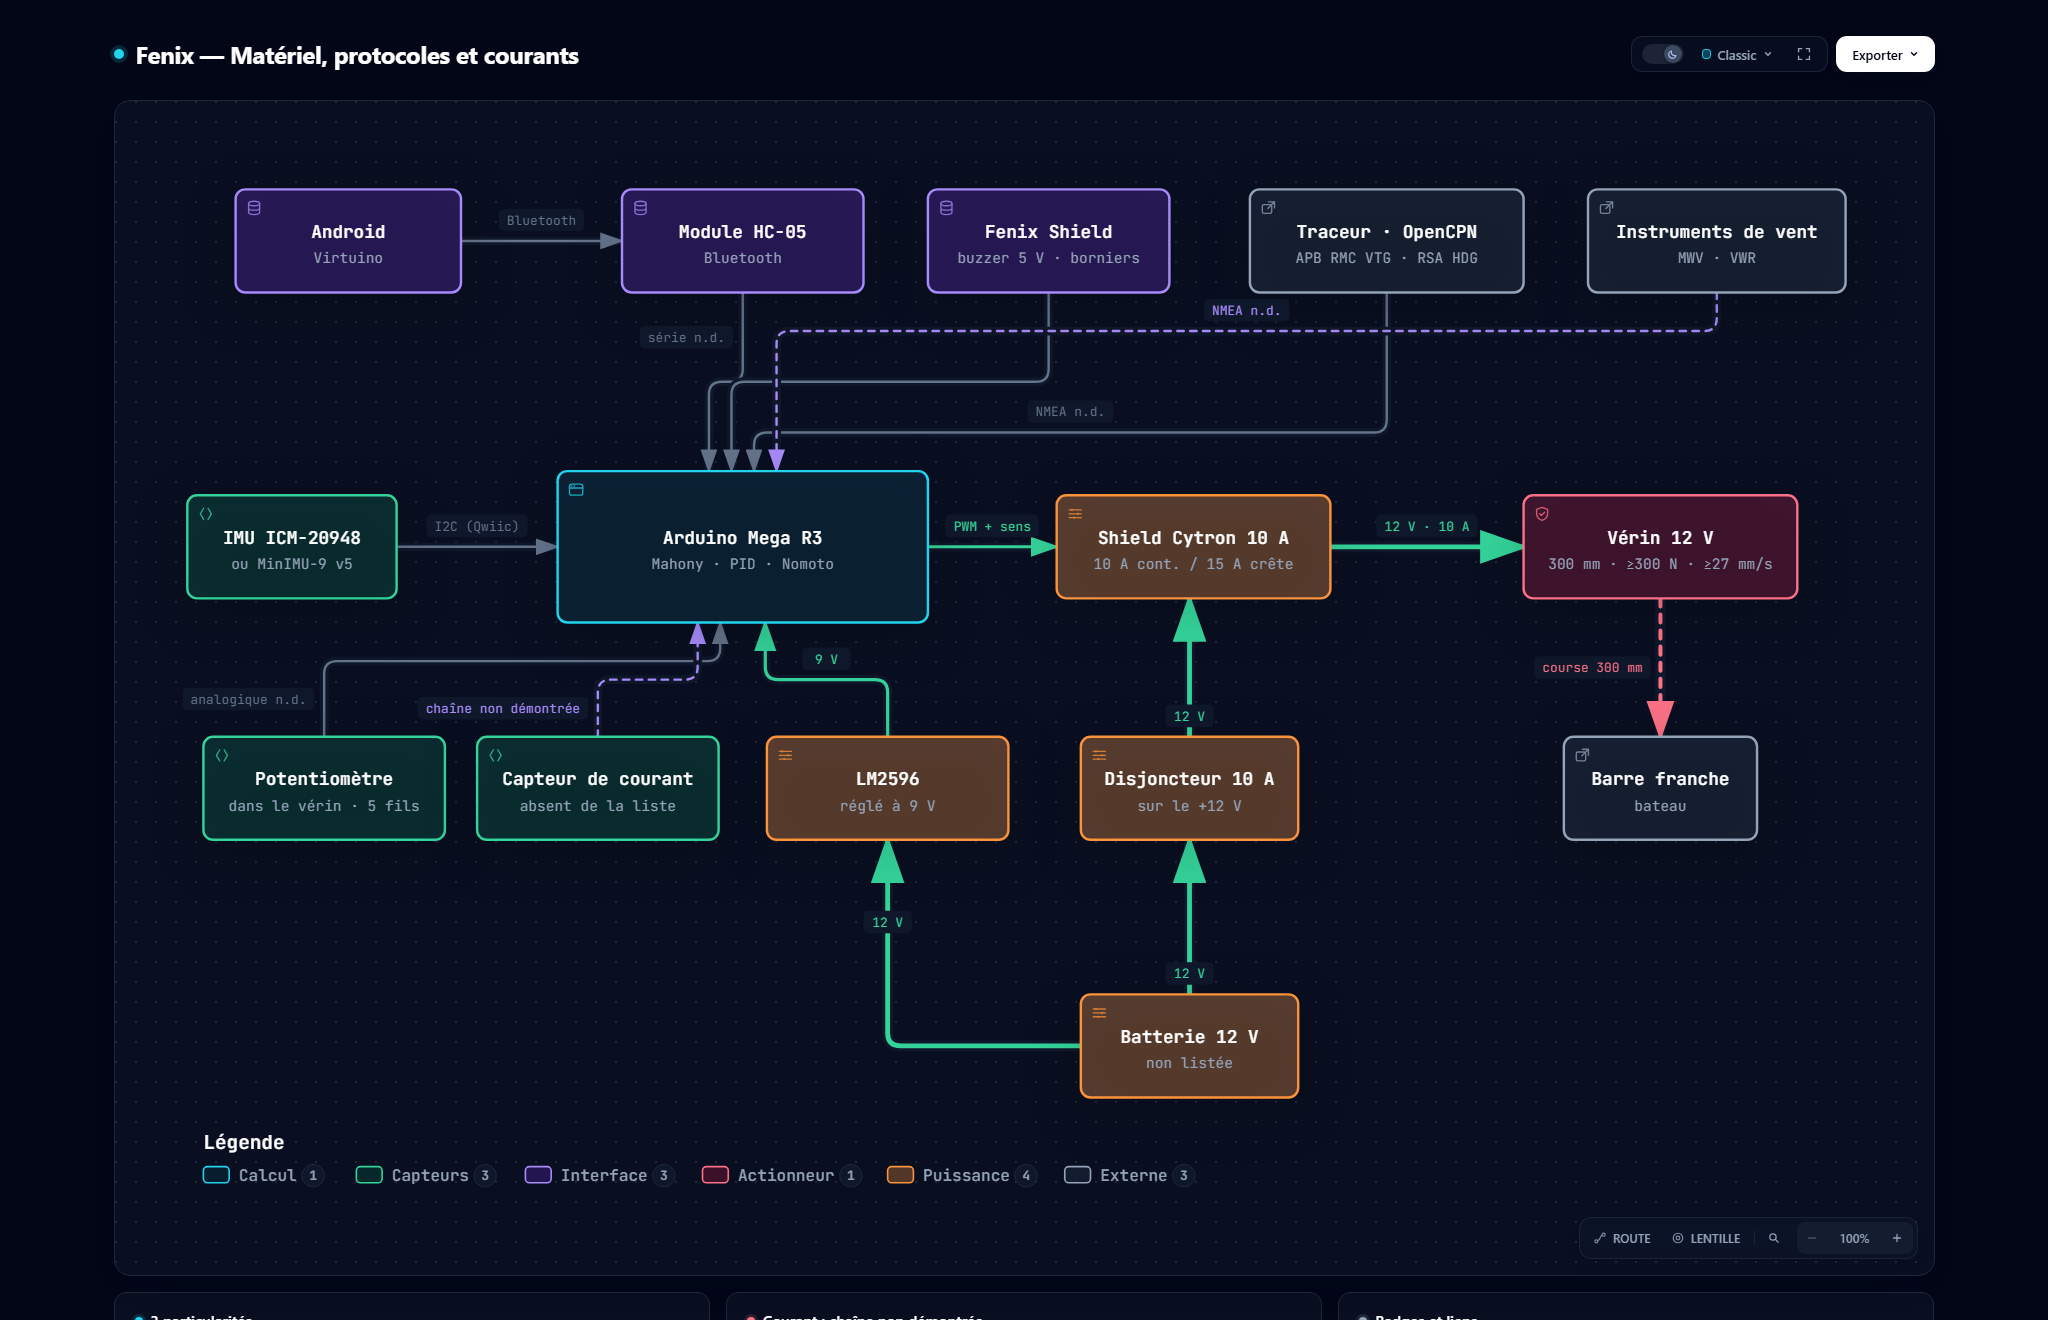 Fenix — Matériel, protocoles et courants
Classic
Exporter
Android
Virtuino
Bluetooth
Module HC-05
Bluetooth
Fenix Shield
buzzer 5 V · borniers
Traceur · OpenCPN
APB RMC VTG · RSA HDG
Instruments de vent
MWV · VWR
NMEA n.d.
série n.d.
NMEA n.d.
IMU ICM-20948
ou MinIMU-9 v5
I2C (Qwiic)
Arduino Mega R3
Mahony · PID · Nomoto
PWM + sens
Shield Cytron 10 A
10 A cont. / 15 A crête
12 V · 10 A
Vérin 12 V
300 mm · ≥300 N · ≥27 mm/s
9 V
course 300 mm
analogique n.d.
chaîne non démontrée
12 V
Potentiomètre
dans le vérin · 5 fils
Capteur de courant
absent de la liste
LM2596
réglé à 9 V
Disjoncteur 10 A
sur le +12 V
Barre franche
bateau
12 V
12 V
Batterie 12 V
non listée
Légende
Calcul 1
Capteurs 3
Interface 3
Actionneur 1
Puissance 4
Externe 3
ROUTE
LENTILLE
100%